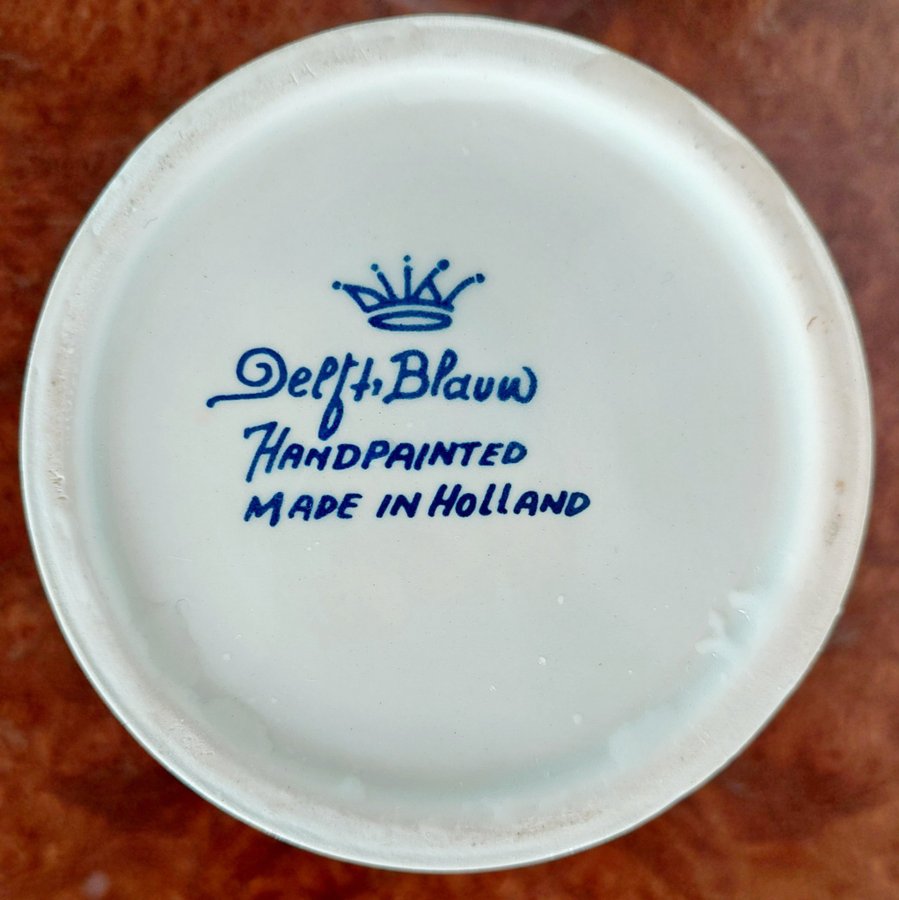 Delft, Blauw
HANDPAINTED
MADE IN HOLLAND